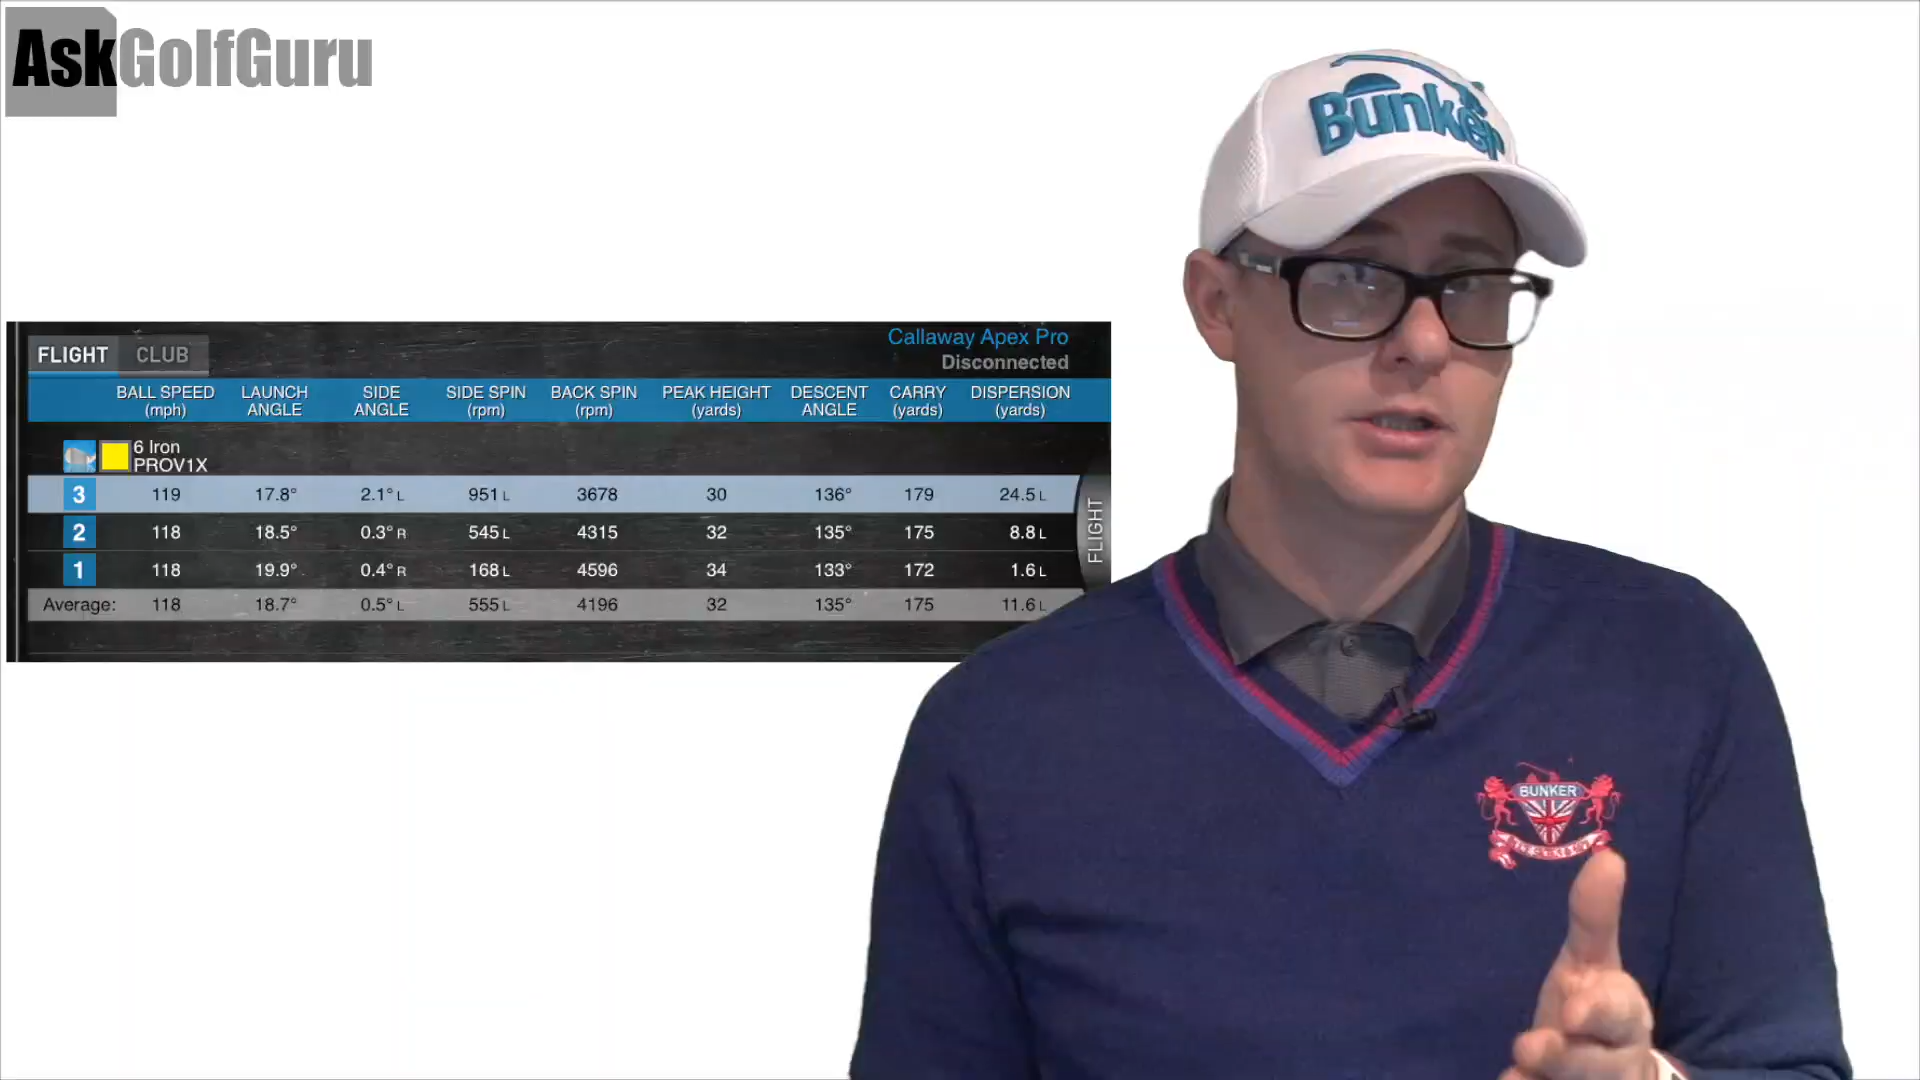 AskGolfGuru
Bunker
Callaway Apex Pro
FLIGHT CLUB
Disconnected
BALL SPEED (mph) LAUNCH ANGLE SIDE ANGLE SIDE SPIN (rpm) BACK SPIN (rpm) PEAK HEIGHT (yards) DESCENT ANGLE CARRY (yards) DISPERSION (yards)
6 Iron
PROV1X
3 119 17.8° 2.1° L 951 L 3678 30 136° 179 24.5 L
2 118 18.5° 0.3° R 545 L 4315 32 135° 175 8.8 L
1 118 19.9° 0.4° R 168 L 4596 34 133° 172 1.6 L
Average: 118 18.7° 0.5° L 555 L 4196 32 135° 175 11.6 L
FLIGHT
BUNKER